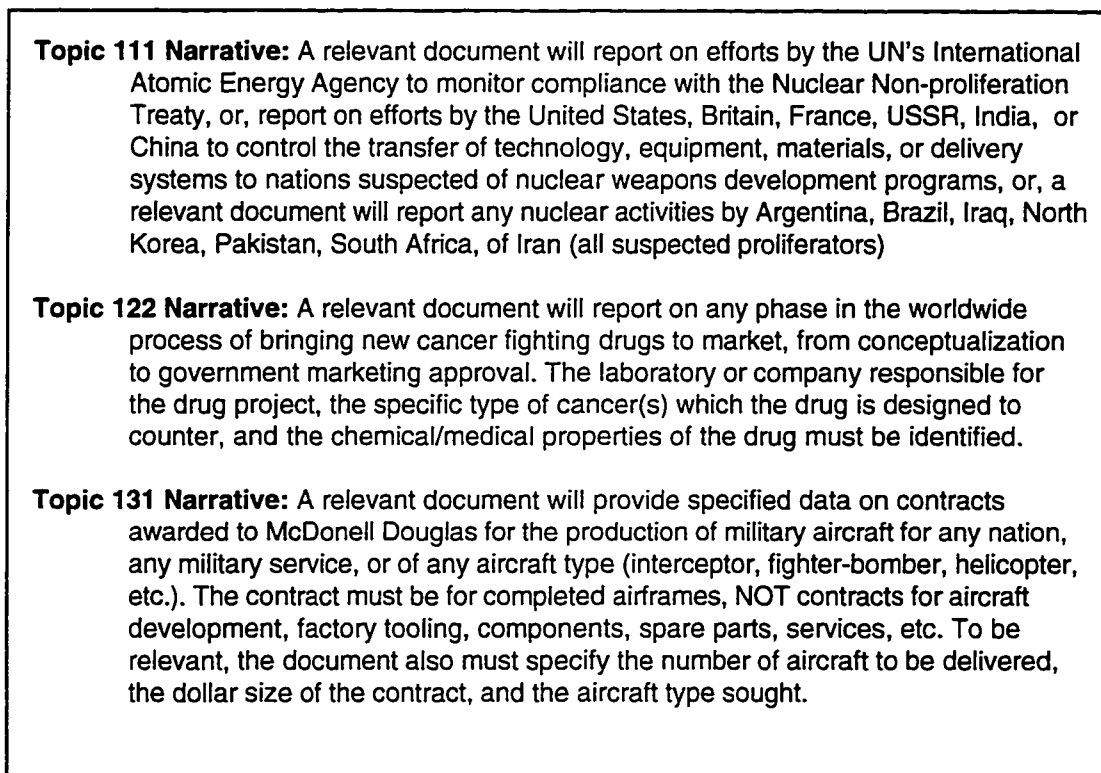 Topic 111 Narrative: A relevant document will report on efforts by the UN's International
Atomic Energy Agency to monitor compliance with the Nuclear Non-proliferation
Treaty, or, report on efforts by the United States, Britain, France, USSR, India, or
China to control the transfer of technology, equipment, materials, or delivery
systems to nations suspected of nuclear weapons development programs, or, a
relevant document will report any nuclear activities by Argentina, Brazil, Iraq, North
Korea, Pakistan, South Africa, of Iran (all suspected proliferators)
Topic 122 Narrative: A relevant document will report on any phase in the worldwide
process of bringing new cancer fighting drugs to market, from conceptualization
to government marketing approval. The laboratory or company responsible for
the drug project, the specific type of cancer(s) which the drug is designed to
counter, and the chemical/medical properties of the drug must be identified.
Topic 131 Narrative: A relevant document will provide specified data on contracts
awarded to McDonell Douglas for the production of military aircraft for any nation,
any military service, or of any aircraft type (interceptor, fighter-bomber, helicopter,
etc.). The contract must be for completed airframes, NOT contracts for aircraft
development, factory tooling, components, spare parts, services, etc. To be
relevant, the document also must specify the number of aircraft to be delivered,
the dollar size of the contract, and the aircraft type sought.